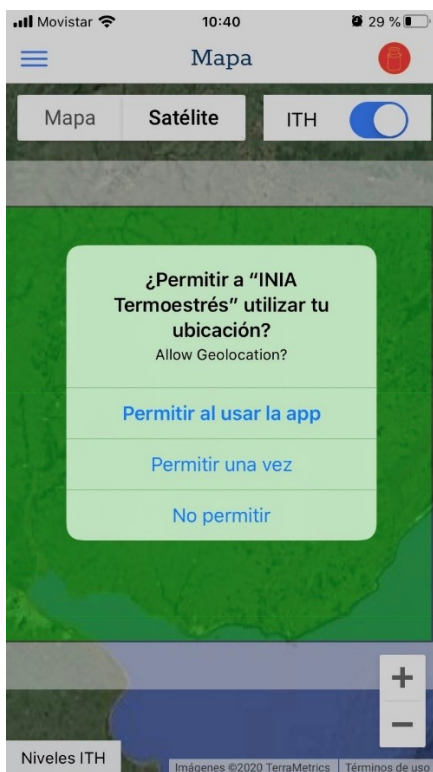 Movistar 10:40 29 %
Mapa
Mapa Satélite ITH
¿Permitir a “INIA
Termoestrés” utilizar tu
ubicación?
Allow Geolocation?
Permitir al usar la app
Permitir una vez
No permitir
+
−
Niveles ITH
Imágenes ©2020 TerraMetrics Términos de uso